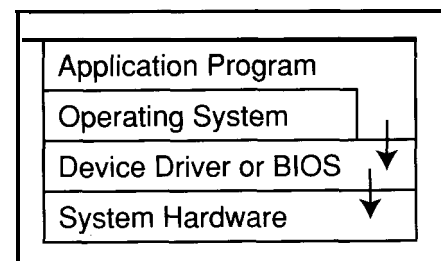 Application Program
Operating System
Device Driver or BIOS
System Hardware